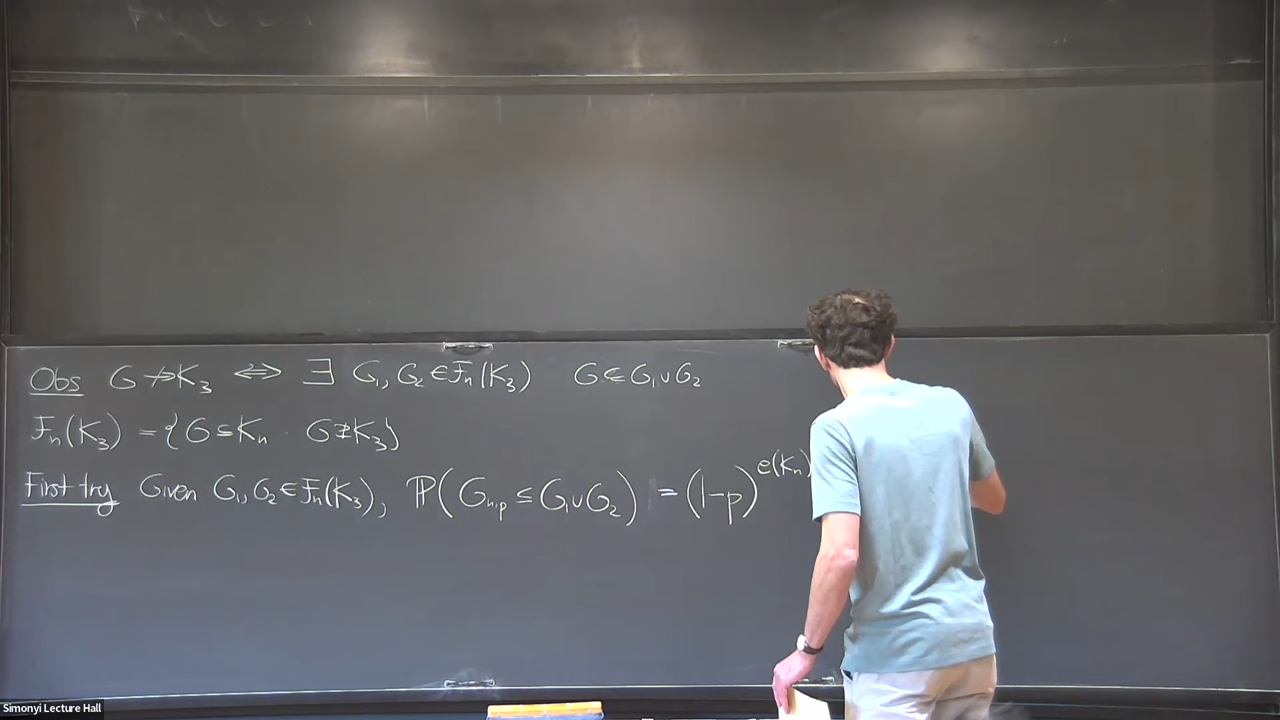 Obs G ↛ K₃ ⟺ ∃ G₁, G₂ ∈ Fₙ(K₃) G ⊆ G₁ ∪ G₂
Fₙ(K₃) = {G ⊆ Kₙ . G ⊉ K₃}
First try Given G₁, G₂ ∈ Fₙ(K₃), ℙ(Gₙ,ₚ ⊆ G₁ ∪ G₂) = (1-p)^{e(Kₙ)
Simonyi Lecture Hall